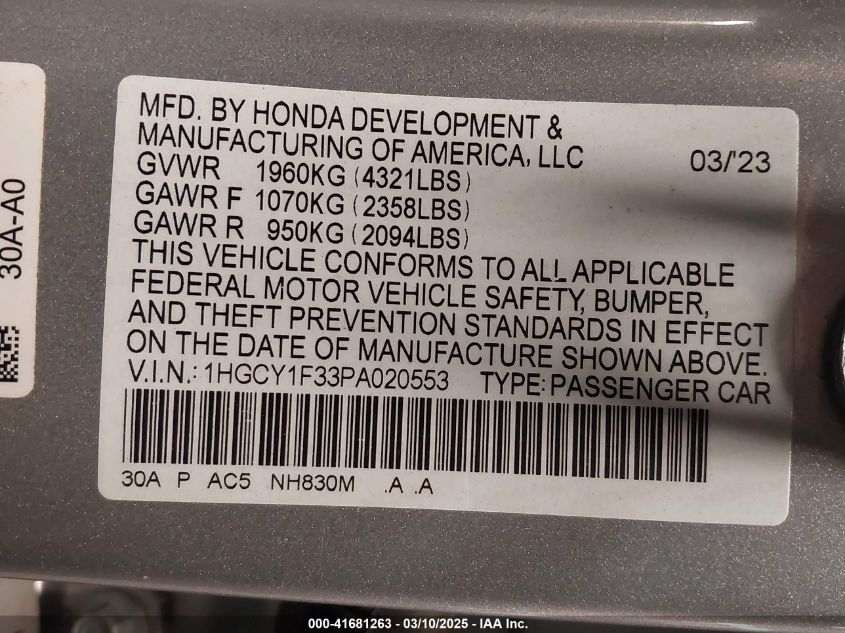 30A-A0
MFD. BY HONDA DEVELOPMENT &
MANUFACTURING OF AMERICA, LLC 03/'23
GVWR 1960KG (4321LBS)
GAWR F 1070KG (2358LBS)
GAWR R 950KG (2094LBS)
THIS VEHICLE CONFORMS TO ALL APPLICABLE
FEDERAL MOTOR VEHICLE SAFETY, BUMPER,
AND THEFT PREVENTION STANDARDS IN EFFECT
ON THE DATE OF MANUFACTURE SHOWN ABOVE.
V.I.N.: 1HGCY1F33PA020553 TYPE: PASSENGER CAR
30A P AC5 NH830M .A .A
000-41681263 - 03/10/2025 - IAA Inc.